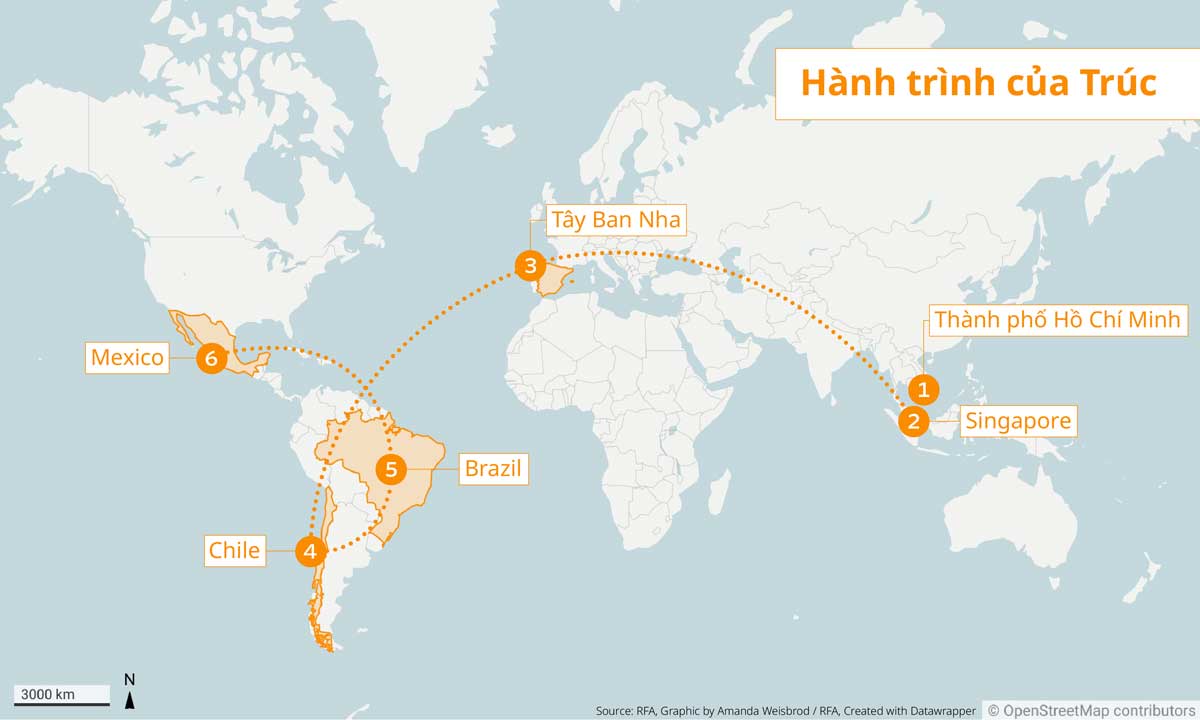 Hành trình của Trúc
Tây Ban Nha
3
Thành phố Hồ Chí Minh
1
2
Singapore
Mexico
6
5
Brazil
Chile
4
3000 km
N
Source: RFA, Graphic by Amanda Weisbrod / RFA, Created with Datawrapper
© OpenStreetMap contributors